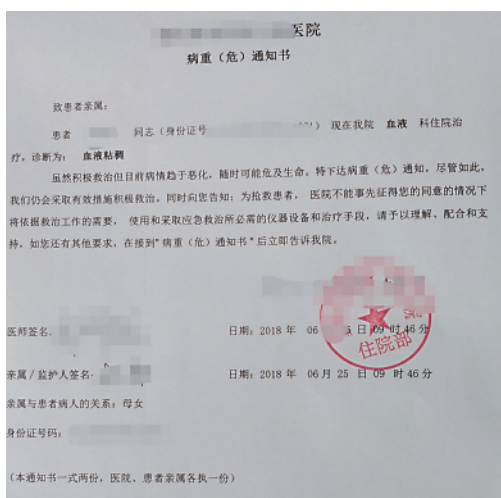 医院
病重（危）通知书
致患者亲属：
患者 同志（身份证号 ）现在我院 血液 科住院治
疗，诊断为： 血液粘稠
虽然积极救治但目前病情趋于恶化，随时可能危及生命，特下达病重（危）通知，尽管如此，
我们仍会采取有效措施积极救治，同时向您告知：为抢救患者， 医院不能事先征得您的同意的情况下
将依据救治工作的需要， 使用和采取应急救治所必需的仪器设备和治疗手段，请予以理解、配合和支
持，如您还有其他要求，在接到"病重（危）通知书"后立即告诉我院。
医师签名： 日期：2018 年 06 日 09 时 46 分
住院部
亲属/监护人签名： 日期：2018 年 06 月 25 日 09 时 46 分
亲属与患者病人的关系：母女
身份证号码：
(本通知书一式两份，医院、患者亲属各执一份)